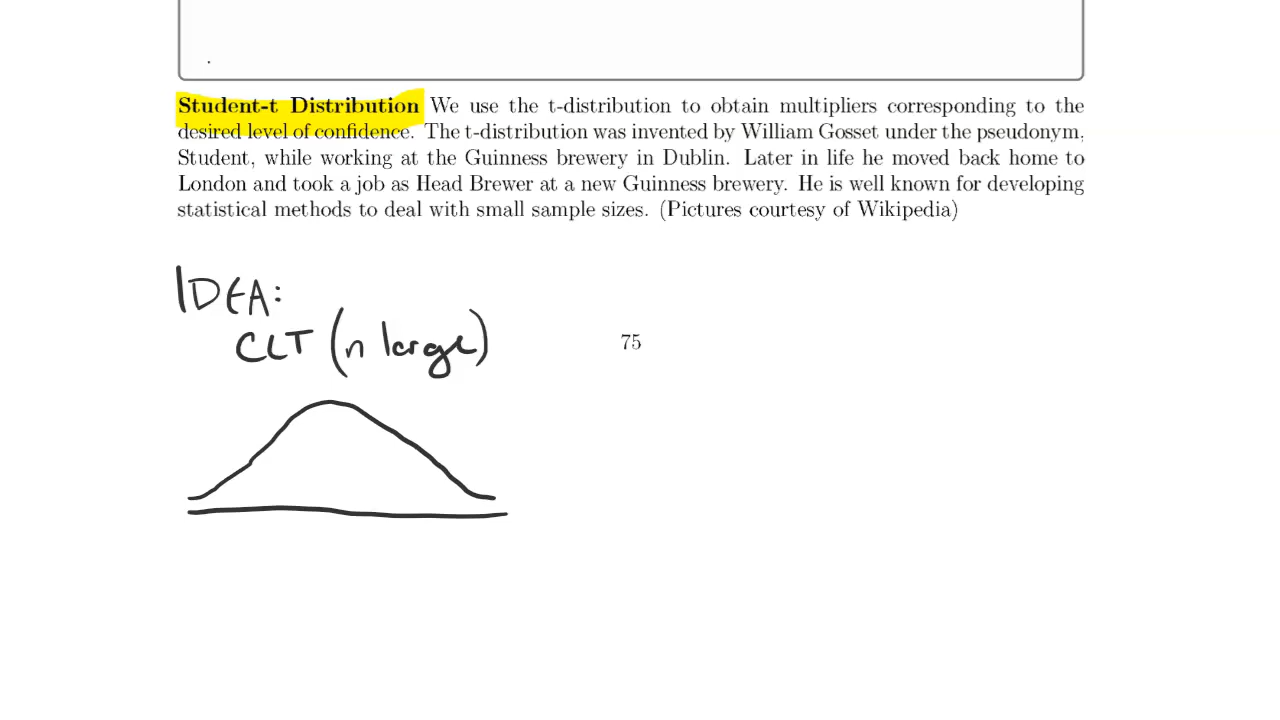 Student-t Distribution We use the t-distribution to obtain multipliers corresponding to the
desired level of confidence. The t-distribution was invented by William Gosset under the pseudonym,
Student, while working at the Guinness brewery in Dublin. Later in life he moved back home to
London and took a job as Head Brewer at a new Guinness brewery. He is well known for developing
statistical methods to deal with small sample sizes. (Pictures courtesy of Wikipedia)
IDEA:
CLT (n large)
75